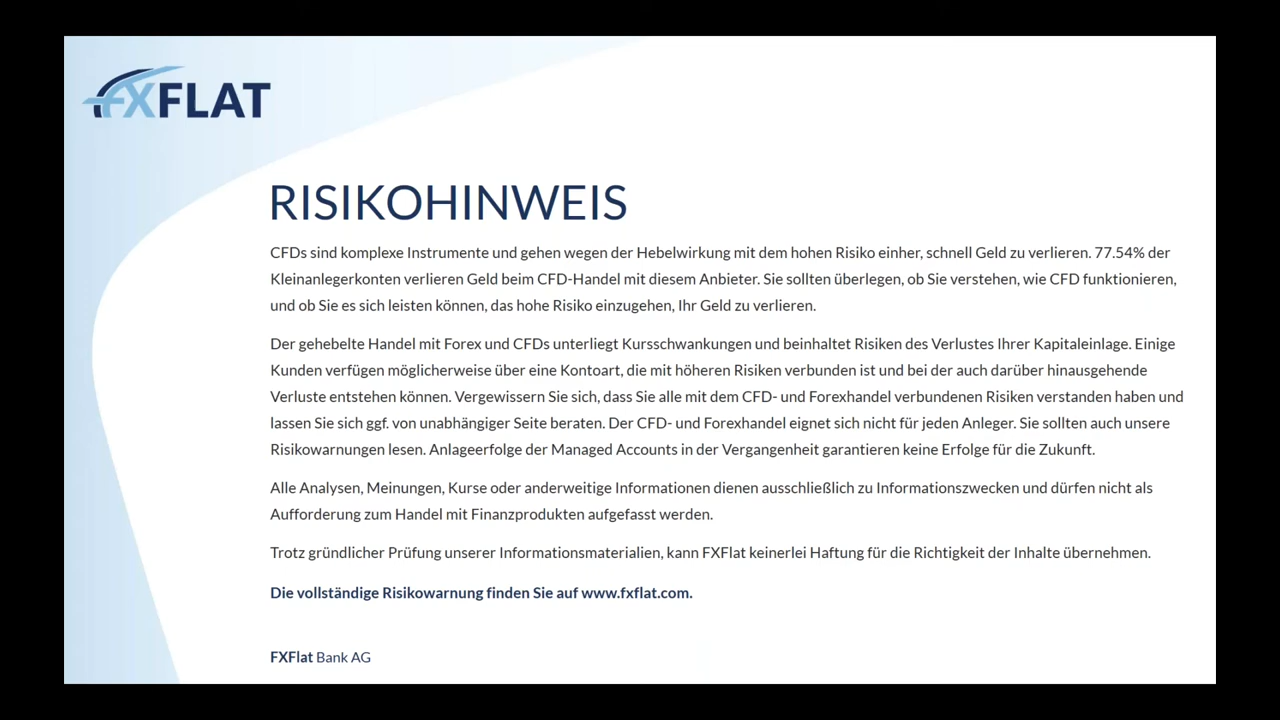 FXFLAT
RISIKOHINWEIS
CFDs sind komplexe Instrumente und gehen wegen der Hebelwirkung mit dem hohen Risiko einher, schnell Geld zu verlieren. 77.54% der
Kleinanlegerkonten verlieren Geld beim CFD-Handel mit diesem Anbieter. Sie sollten überlegen, ob Sie verstehen, wie CFD funktionieren,
und ob Sie es sich leisten können, das hohe Risiko einzugehen, Ihr Geld zu verlieren.
Der gehebelte Handel mit Forex und CFDs unterliegt Kursschwankungen und beinhaltet Risiken des Verlustes Ihrer Kapitaleinlage. Einige
Kunden verfügen möglicherweise über eine Kontoart, die mit höheren Risiken verbunden ist und bei der auch darüber hinausgehende
Verluste entstehen können. Vergewissern Sie sich, dass Sie alle mit dem CFD- und Forexhandel verbundenen Risiken verstanden haben und
lassen Sie sich ggf. von unabhängiger Seite beraten. Der CFD- und Forexhandel eignet sich nicht für jeden Anleger. Sie sollten auch unsere
Risikowarnungen lesen. Anlageerfolge der Managed Accounts in der Vergangenheit garantieren keine Erfolge für die Zukunft.
Alle Analysen, Meinungen, Kurse oder anderweitige Informationen dienen ausschließlich zu Informationszwecken und dürfen nicht als
Aufforderung zum Handel mit Finanzprodukten aufgefasst werden.
Trotz gründlicher Prüfung unserer Informationsmaterialien, kann FXFlat keinerlei Haftung für die Richtigkeit der Inhalte übernehmen.
Die vollständige Risikowarnung finden Sie auf www.fxflat.com.
FXFlat Bank AG